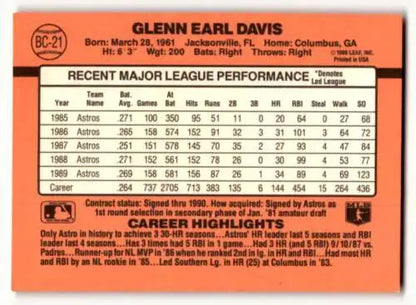 BC-21
GLENN EARL DAVIS
Born: March 28, 1961 Jacksonville, FL Home: Columbus, GA
Ht: 6'3" Wgt: 200 Bats: Right Throws: Right
© 1989 LEAF, INC.
Printed in USA
RECENT MAJOR LEAGUE PERFORMANCE *Denotes Led League
Year Team Name Bat. Avg. Games At Bat Hits Runs 2B 3B HR RBI Steal Walk SO
1985 Astros .271 100 350 95 51 11 0 20 64 0 27 68
1986 Astros .265 158 574 152 91 32 3 31 101 3 64 72
1987 Astros .251 151 578 145 70 35 2 27 93 4 47 84
1988 Astros .271 152 561 152 78 26 0 30 99 4 53 77
1989 Astros .269 158 581 156 87 26 1 34 89 4 69 123
Career .264 737 2705 713 383 135 6 144 454 15 264 436
Contract status: Signed thru 1990. Acquired: Signed by Astros as
1st round selection in secondary phase of Jan. '81 amateur draft
MLB
CAREER HIGHLIGHTS
Only Astro in history to achieve 3 30-HR seasons... Astros' HR leader past 5 seasons and RBI
leader last 4 seasons... Has 3 times had 5 RBI in 1 game... Had 3 HR (and 5 RBI) 9/10/87 vs.
Padres... Runner-up for NL MVP in '86 when he ranked 2nd in lg. in HR and RBI... Had most
HR and RBI by an NL rookie in '85... Led Southern Lg. in HR (25) at Columbus in '83.